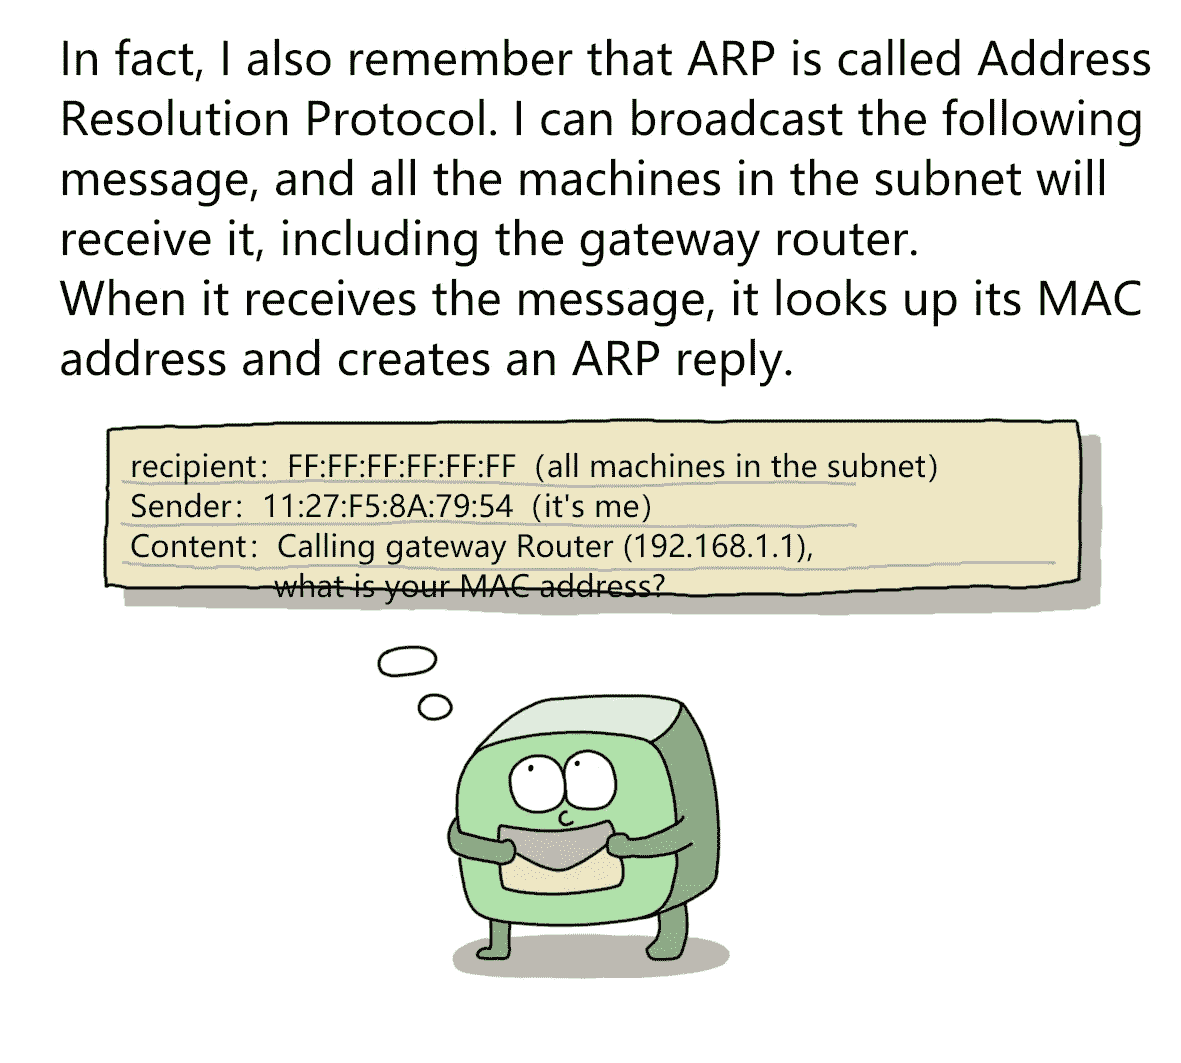 In fact, I also remember that ARP is called Address
Resolution Protocol. I can broadcast the following
message, and all the machines in the subnet will
receive it, including the gateway router.
When it receives the message, it looks up its MAC
address and creates an ARP reply.
recipient: FF:FF:FF:FF:FF:FF (all machines in the subnet)
Sender: 11:27:F5:8A:79:54 (it's me)
Content: Calling gateway Router (192.168.1.1),
what is your MAC address?